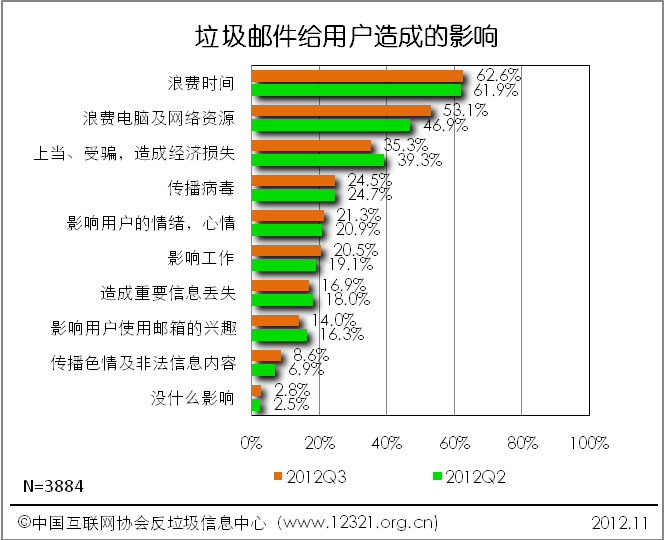 垃圾邮件给用户造成的影响
浪费时间 62.6%
61.9%
浪费电脑及网络资源 53.1%
46.9%
上当、受骗，造成经济损失 35.3%
39.3%
传播病毒 24.5%
24.7%
影响用户的情绪，心情 21.3%
20.9%
影响工作 20.5%
19.1%
造成重要信息丢失 16.9%
18.0%
影响用户使用邮箱的兴趣 14.0%
16.3%
传播色情及非法信息内容 8.6%
6.9%
没什么影响 2.8%
2.5%
0% 20% 40% 60% 80% 100%
2012Q3 2012Q2
N=3884
©中国互联网协会反垃圾信息中心（www.12321.org.cn) 2012.11